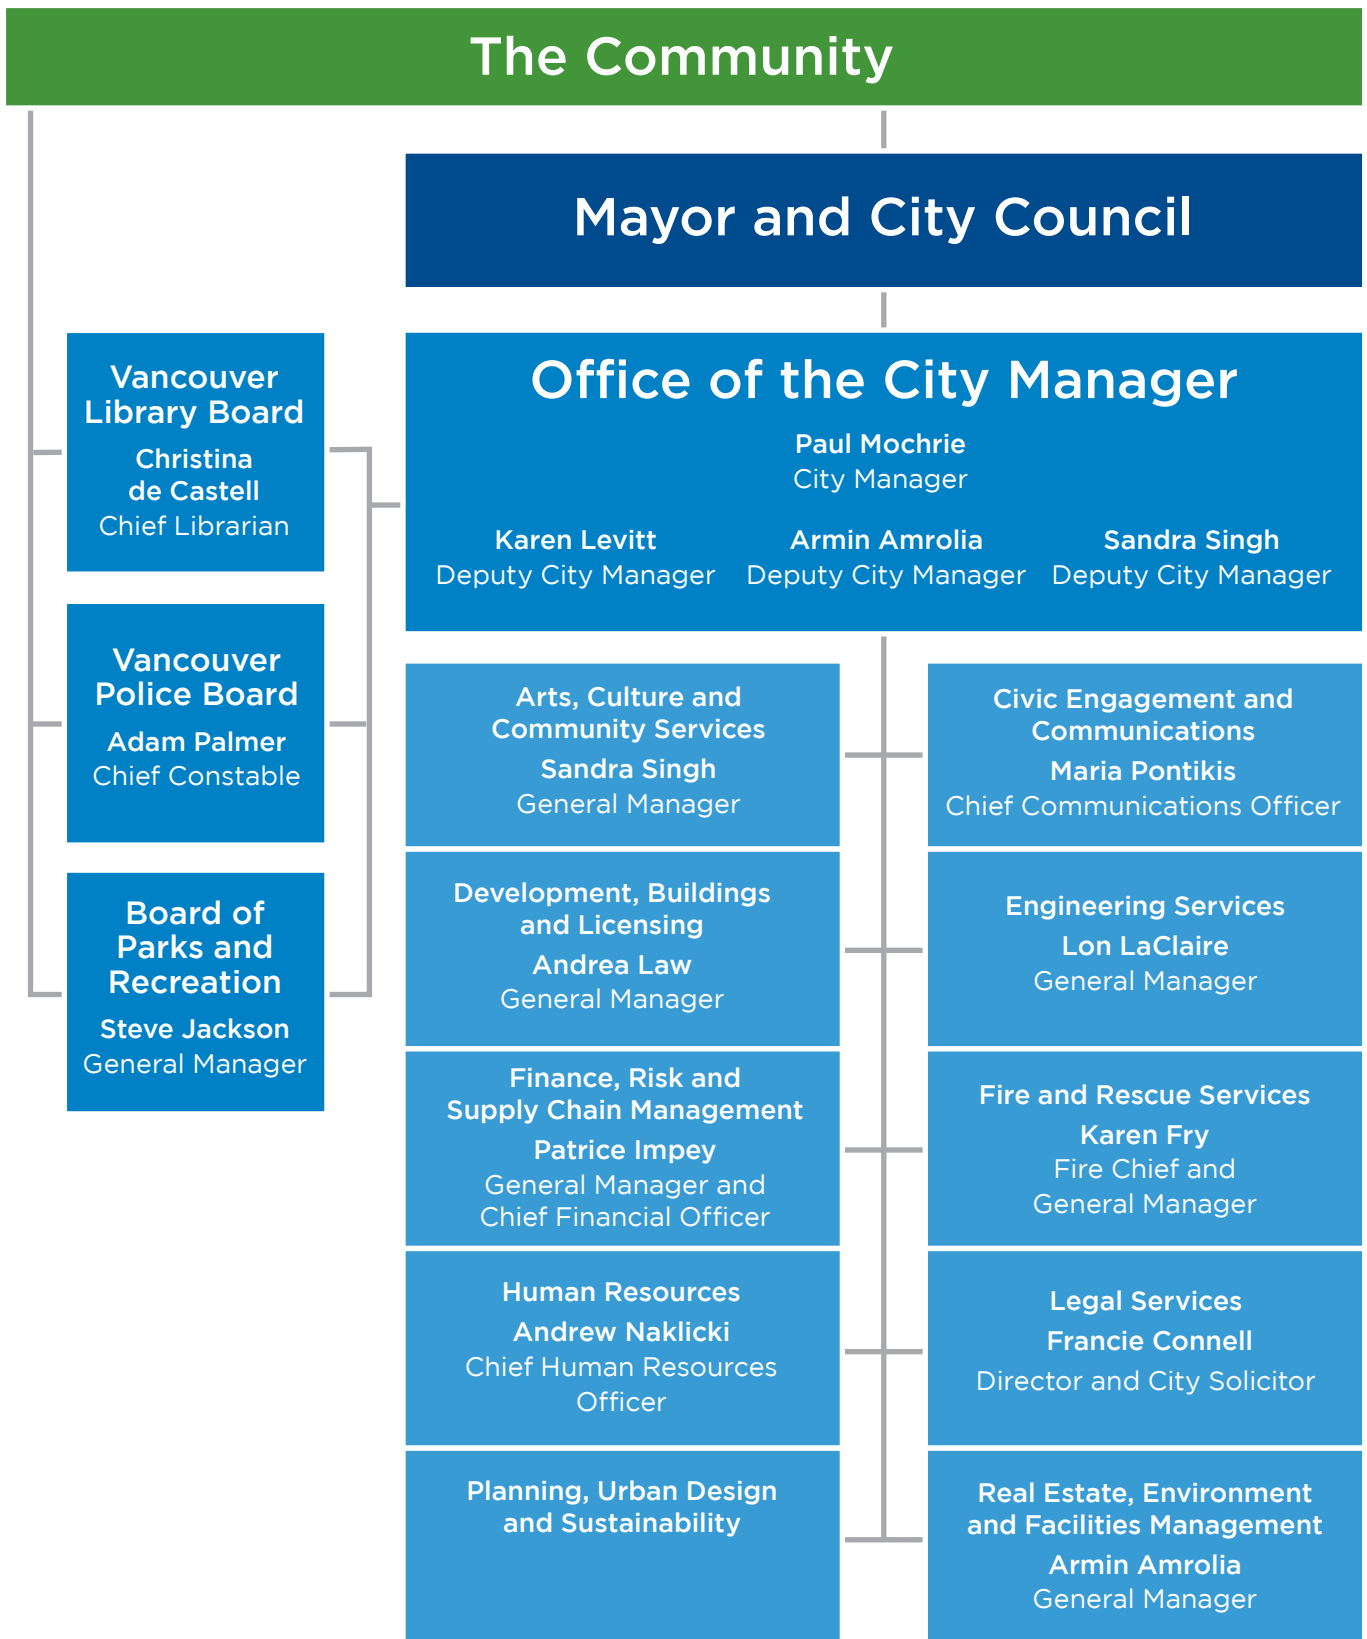 The Community
Mayor and City Council
Vancouver
Library Board
Christina
de Castell
Chief Librarian
Vancouver
Police Board
Adam Palmer
Chief Constable
Board of
Parks and
Recreation
Steve Jackson
General Manager
Office of the City Manager
Paul Mochrie
City Manager
Karen Levitt
Deputy City Manager
Armin Amrolia
Deputy City Manager
Sandra Singh
Deputy City Manager
Arts, Culture and
Community Services
Sandra Singh
General Manager
Civic Engagement and
Communications
Maria Pontikis
Chief Communications Officer
Development, Buildings
and Licensing
Andrea Law
General Manager
Engineering Services
Lon LaClaire
General Manager
Finance, Risk and
Supply Chain Management
Patrice Impey
General Manager and
Chief Financial Officer
Fire and Rescue Services
Karen Fry
Fire Chief and
General Manager
Human Resources
Andrew Naklicki
Chief Human Resources
Officer
Legal Services
Francie Connell
Director and City Solicitor
Planning, Urban Design
and Sustainability
Real Estate, Environment
and Facilities Management
Armin Amrolia
General Manager